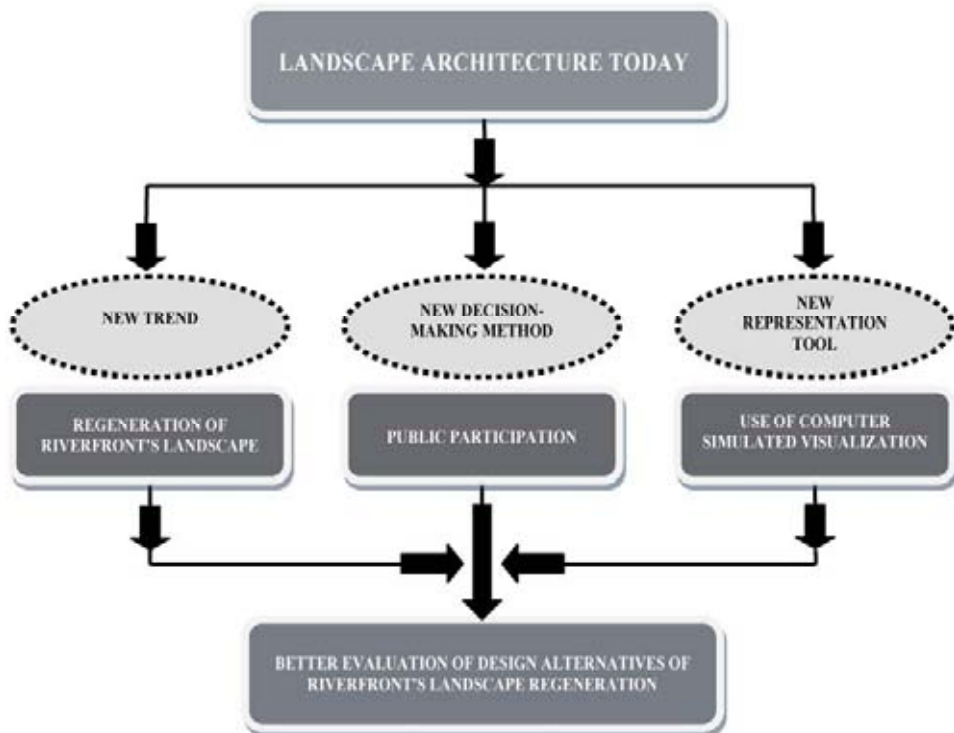 LANDSCAPE ARCHITECTURE TODAY
NEW TREND
NEW DECISION-
MAKING METHOD
NEW
REPRESENTATION
TOOL
REGENERATION OF
RIVERFRONT'S LANDSCAPE
PUBLIC PARTICIPATION
USE OF COMPUTER
SIMULATED VISUALIZATION
BETTER EVALUATION OF DESIGN ALTERNATIVES OF
RIVERFRONT'S LANDSCAPE REGENERATION